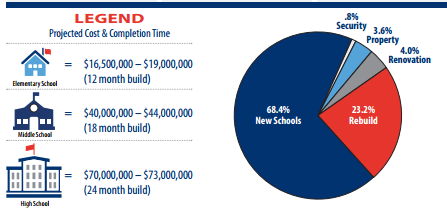 LEGEND
Projected Cost & Completion Time
Elementary School
= $16,500,000 – $19,000,000
(12 month build)
Middle School
= $40,000,000 – $44,000,000
(18 month build)
High School
= $70,000,000 – $73,000,000
(24 month build)
.8%
Security
3.6%
Property
4.0%
Renovation
68.4%
New Schools
23.2%
Rebuild